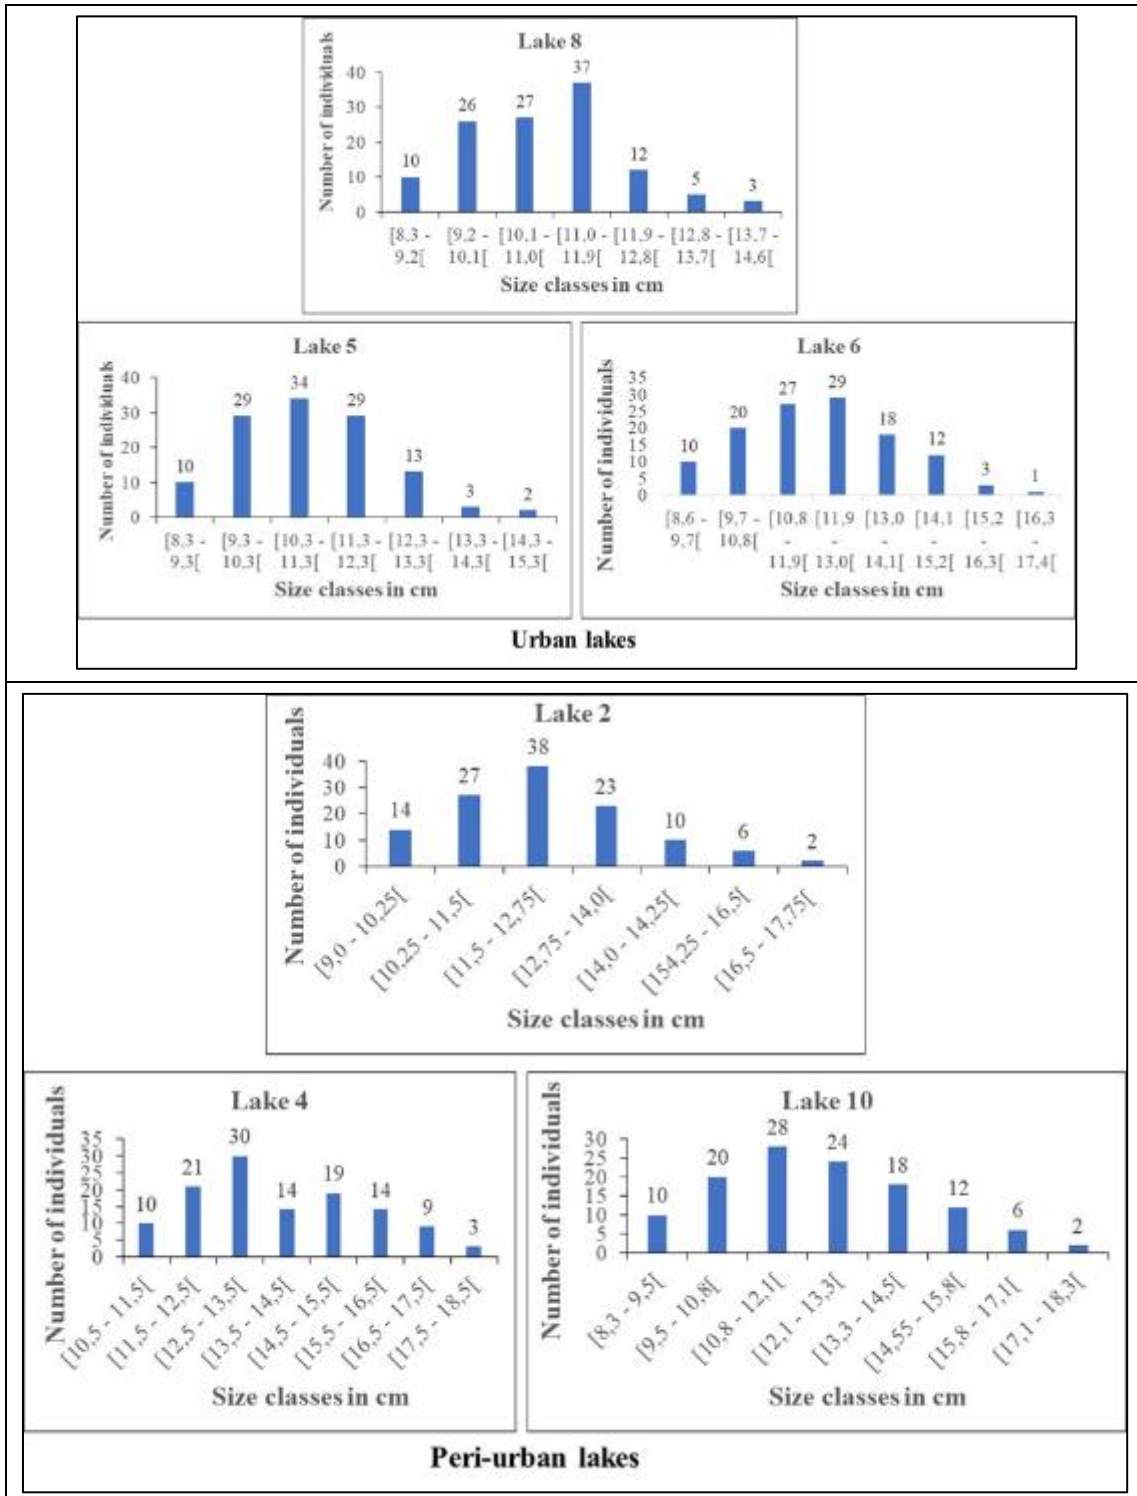 Lake 8
Number of individuals
40
30
20
10
0
10
26
27
37
12
5
3
[8,3 - [9,2 - [10,1 - [11,0 - [11,9 - [12,8 - [13,7 -
9,2[ 10,1[ 11,0[ 11,9[ 12,8[ 13,7[ 14,6[
Size classes in cm
Lake 5
Number of individuals
40
30
20
10
0
10
29
34
29
13
3
2
[8,3 - [9,3 - [10,3 - [11,3 - [12,3 - [13,3 - [14,3 -
9,3[ 10,3[ 11,3[ 12,3[ 13,3[ 14,3[ 15,3[
Size classes in cm
Lake 6
Number of individuals
35
30
25
20
15
10
5
0
10
20
27
29
18
12
3
1
[8,6 - [9,7 - [10,8 [11,9 [13,0 [14,1 [15,2 [16,3
9,7[ 10,8[ - - - - - -
11,9[ 13,0[ 14,1[ 15,2[ 16,3[ 17,4[
Size classes in cm
Urban lakes
Lake 2
Number of individuals
40
30
20
10
0
14
27
38
23
10
6
2
[9,0 - 10,25[
[10,25 - 11,5[
[11,5 - 12,75[
[12,75 - 14,0[
[14,0 - 14,25[
[154,25 - 16,5[
[16,5 - 17,75[
Size classes in cm
Lake 4
Number of individuals
35
30
25
20
15
10
5
0
10
21
30
14
19
14
9
3
[10,5 - 11,5[
[11,5 - 12,5[
[12,5 - 13,5[
[13,5 - 14,5[
[14,5 - 15,5[
[15,5 - 16,5[
[16,5 - 17,5[
[17,5 - 18,5[
Size classes in cm
Lake 10
Number of individuals
30
25
20
15
10
5
0
10
20
28
24
18
12
6
2
[8,3 - 9,5[
[9,5 - 10,8[
[10,8 - 12,1[
[12,1 - 13,3[
[13,3 - 14,5[
[14,55 - 15,8[
[15,8 - 17,1[
[17,1 - 18,3[
Size classes in cm
Peri-urban lakes